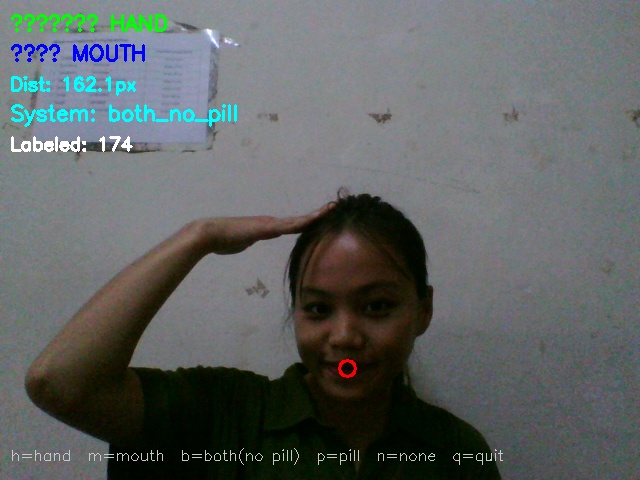 ??????? HAND
???? MOUTH
Dist: 162.1px
System: both_no_pill
Labeled: 174
h=hand m=mouth b=both(no pill) p=pill n=none q=quit